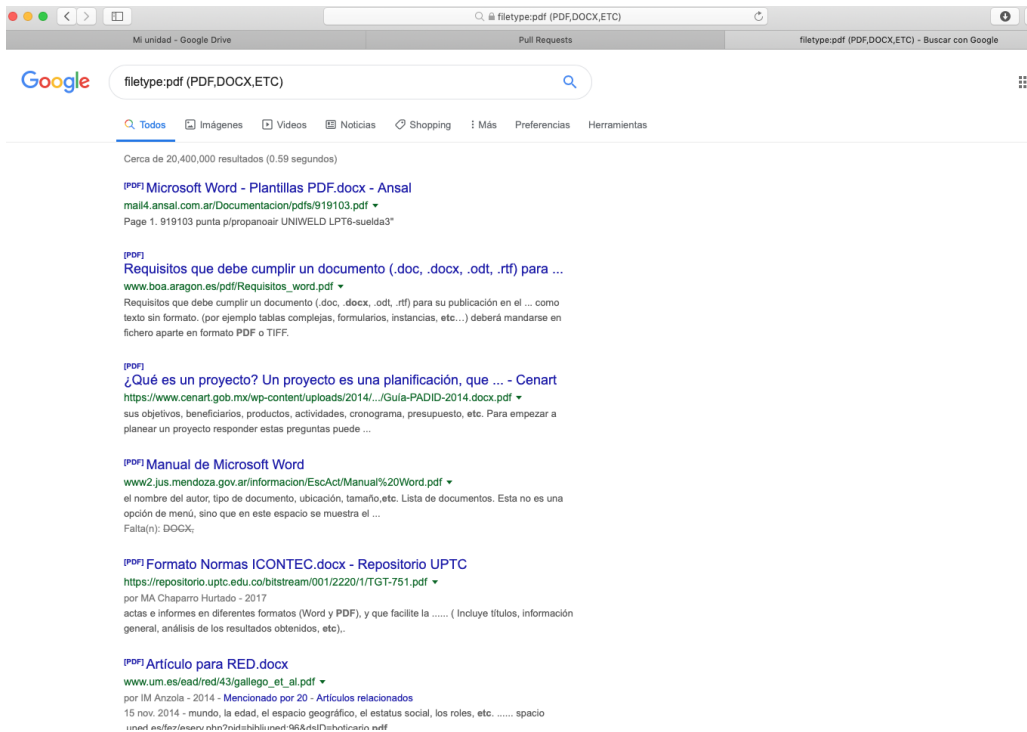 filetype:pdf (PDF,DOCX,ETC)
Mi unidad - Google Drive
Pull Requests
filetype:pdf (PDF,DOCX,ETC) - Buscar con Google
Google
filetype:pdf (PDF,DOCX,ETC)
Todos Imágenes Videos Noticias Shopping Más Preferencias Herramientas
Cerca de 20,400,000 resultados (0.59 segundos)
[PDF] Microsoft Word - Plantillas PDF.docx - Ansal
mail4.ansal.com.ar/Documentacion/pdfs/919103.pdf
Page 1. 919103 punta p/propanoair UNIWELD LPT6-suelda3"
[PDF]
Requisitos que debe cumplir un documento (.doc, .docx, .odt, .rtf) para ...
www.boa.aragon.es/pdf/Requisitos_word.pdf
Requisitos que debe cumplir un documento (.doc, .docx, .odt, .rtf) para su publicación en el ... como
texto sin formato. (por ejemplo tablas complejas, formularios, instancias, etc…) deberá mandarse en
fichero aparte en formato PDF o TIFF.
[PDF]
¿Qué es un proyecto? Un proyecto es una planificación, que ... - Cenart
https://www.cenart.gob.mx/wp-content/uploads/2014/.../Guía-PADID-2014.docx.pdf
sus objetivos, beneficiarios, productos, actividades, cronograma, presupuesto, etc. Para empezar a
planear un proyecto responder estas preguntas puede ...
[PDF] Manual de Microsoft Word
www2.jus.mendoza.gov.ar/informacion/EscAct/Manual%20Word.pdf
el nombre del autor, tipo de documento, ubicación, tamaño,etc. Lista de documentos. Esta no es una
opción de menú, sino que en este espacio se muestra el ...
Falta(n): DOCX,
[PDF] Formato Normas ICONTEC.docx - Repositorio UPTC
https://repositorio.uptc.edu.co/bitstream/001/2220/1/TGT-751.pdf
por MA Chaparro Hurtado - 2017
actas e informes en diferentes formatos (Word y PDF), y que facilite la ...... ( Incluye títulos, información
general, análisis de los resultados obtenidos, etc),.
[PDF] Artículo para RED.docx
www.um.es/ead/red/43/gallego_et_al.pdf
por IM Anzola - 2014 - Mencionado por 20 - Artículos relacionados
15 nov. 2014 - mundo, la edad, el espacio geográfico, el estatus social, los roles, etc. ...... spacio
.uned.es/fez/eserv.php?pid=bibliuned:96&dsID=boticario.pdf